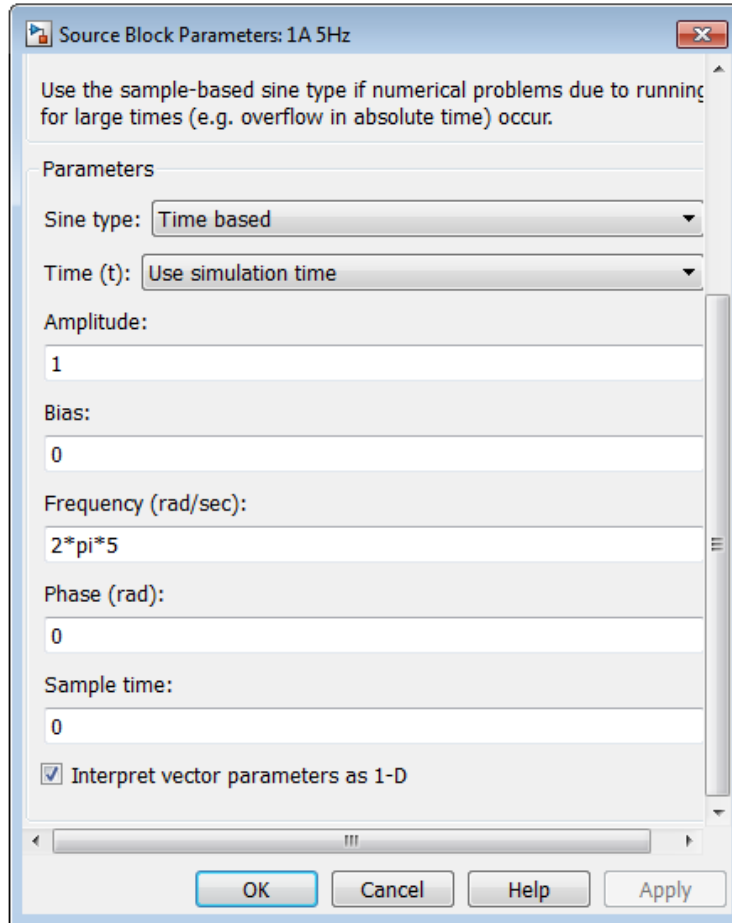 Source Block Parameters: 1A 5Hz
Use the sample-based sine type if numerical problems due to running
for large times (e.g. overflow in absolute time) occur.
Parameters
Sine type: Time based
Time (t): Use simulation time
Amplitude:
1
Bias:
0
Frequency (rad/sec):
2*pi*5
Phase (rad):
0
Sample time:
0
Interpret vector parameters as 1-D
OK Cancel Help Apply